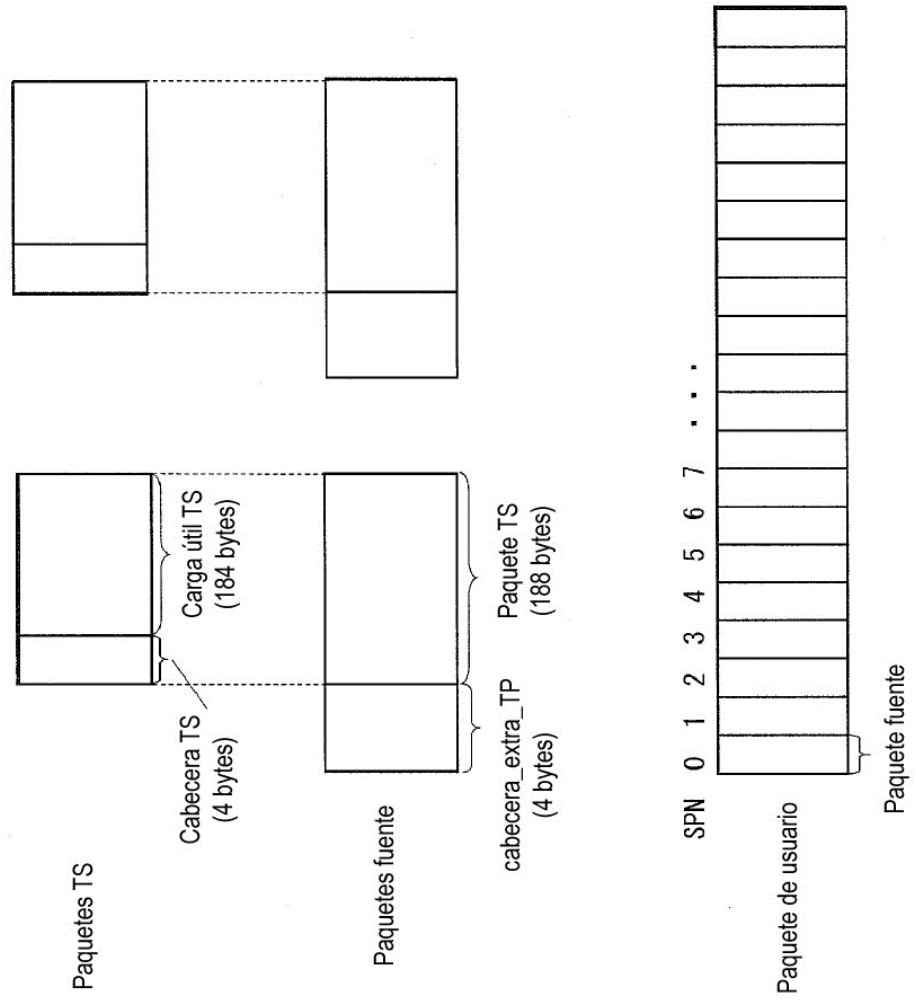 Paquetes TS
Cabecera TS
(4 bytes)
Carga útil TS
(184 bytes)
Paquetes fuente
cabecera_extra_TP
(4 bytes)
Paquete TS
(188 bytes)
SPN 0 1 2 3 4 5 6 7 . . .
Paquete de usuario
Paquete fuente